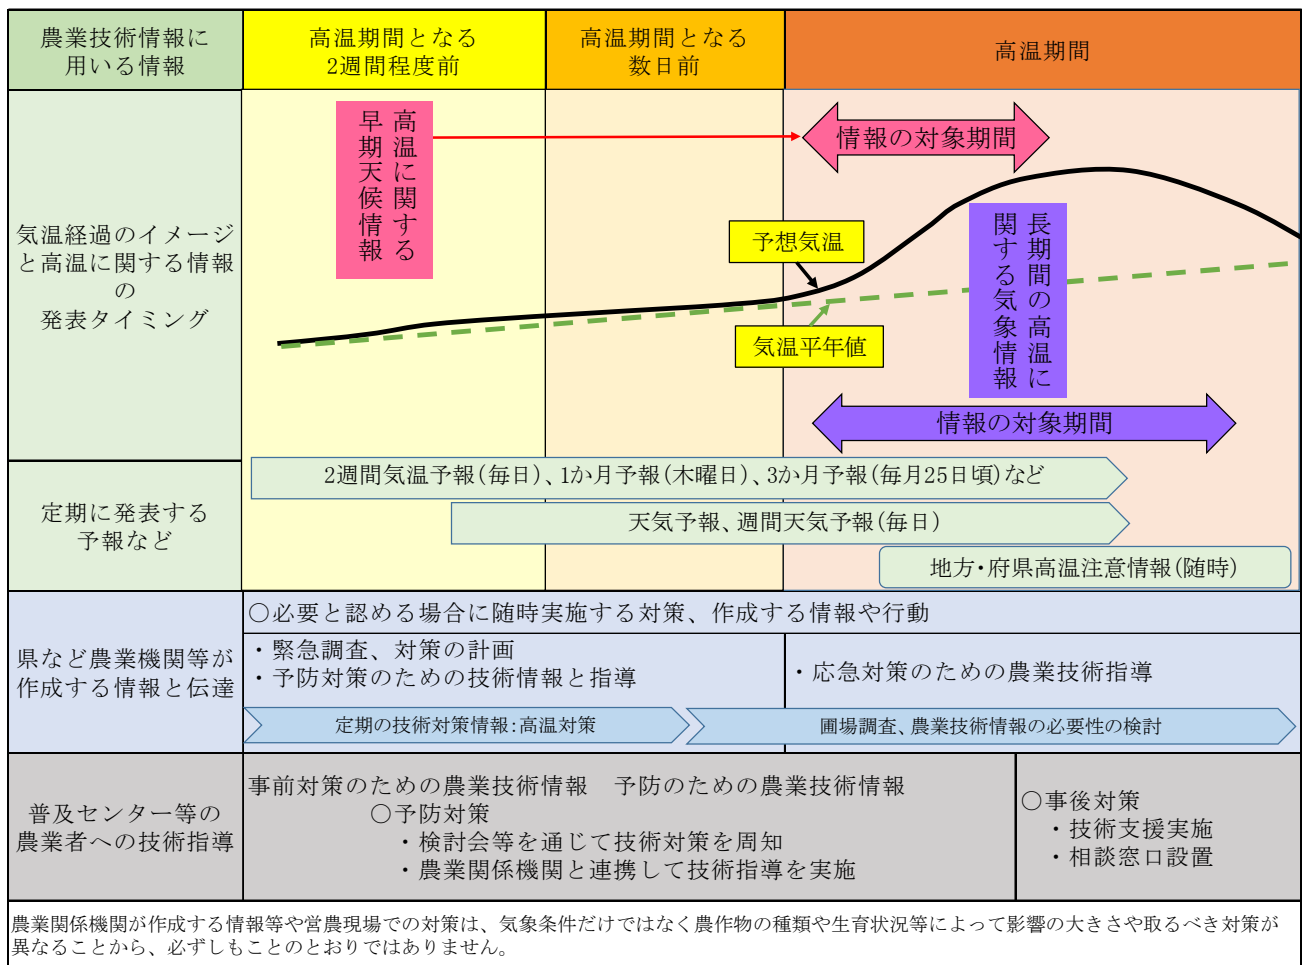 農業技術情報に
用いる情報
高温期間となる
2週間程度前
高温期間となる
数日前
高温期間
気温経過のイメージ
と高温に関する情報
の
発表タイミング
高温に関する
早期天候情報
情報の対象期間
予想気温
気温平年値
長期間の高温に
関する気象情報
情報の対象期間
定期に発表する
予報など
2週間気温予報(毎日)、1か月予報(木曜日)、3か月予報(毎月25日頃)など
天気予報、週間天気予報(毎日)
地方・府県高温注意情報(随時)
県など農業機関等が
作成する情報と伝達
○必要と認める場合に随時実施する対策、作成する情報や行動
・緊急調査、対策の計画
・予防対策のための技術情報と指導
・応急対策のための農業技術指導
定期の技術対策情報:高温対策
圃場調査、農業技術情報の必要性の検討
普及センター等の
農業者への技術指導
事前対策のための農業技術情報　予防のための農業技術情報
○予防対策
・検討会等を通じて技術対策を周知
・農業関係機関と連携して技術指導を実施
○事後対策
・技術支援実施
・相談窓口設置
農業関係機関が作成する情報等や営農現場での対策は、気象条件だけではなく農作物の種類や生育状況等によって影響の大きさや取るべき対策が
異なることから、必ずしもことのとおりではありません。